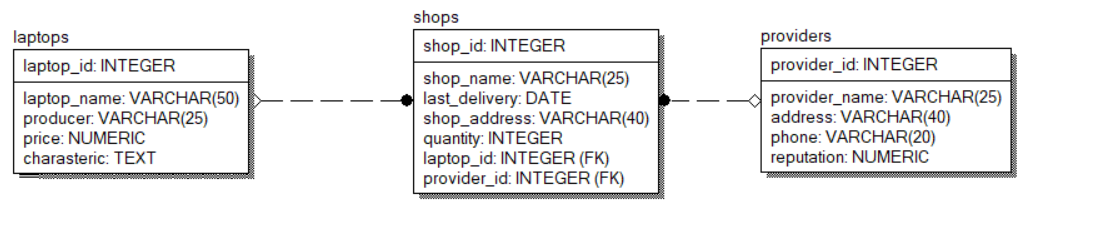 laptops
laptop_id: INTEGER
laptop_name: VARCHAR(50)
producer: VARCHAR(25)
price: NUMERIC
charasteric: TEXT
shops
shop_id: INTEGER
shop_name: VARCHAR(25)
last_delivery: DATE
shop_address: VARCHAR(40)
quantity: INTEGER
laptop_id: INTEGER (FK)
provider_id: INTEGER (FK)
providers
provider_id: INTEGER
provider_name: VARCHAR(25)
address: VARCHAR(40)
phone: VARCHAR(20)
reputation: NUMERIC